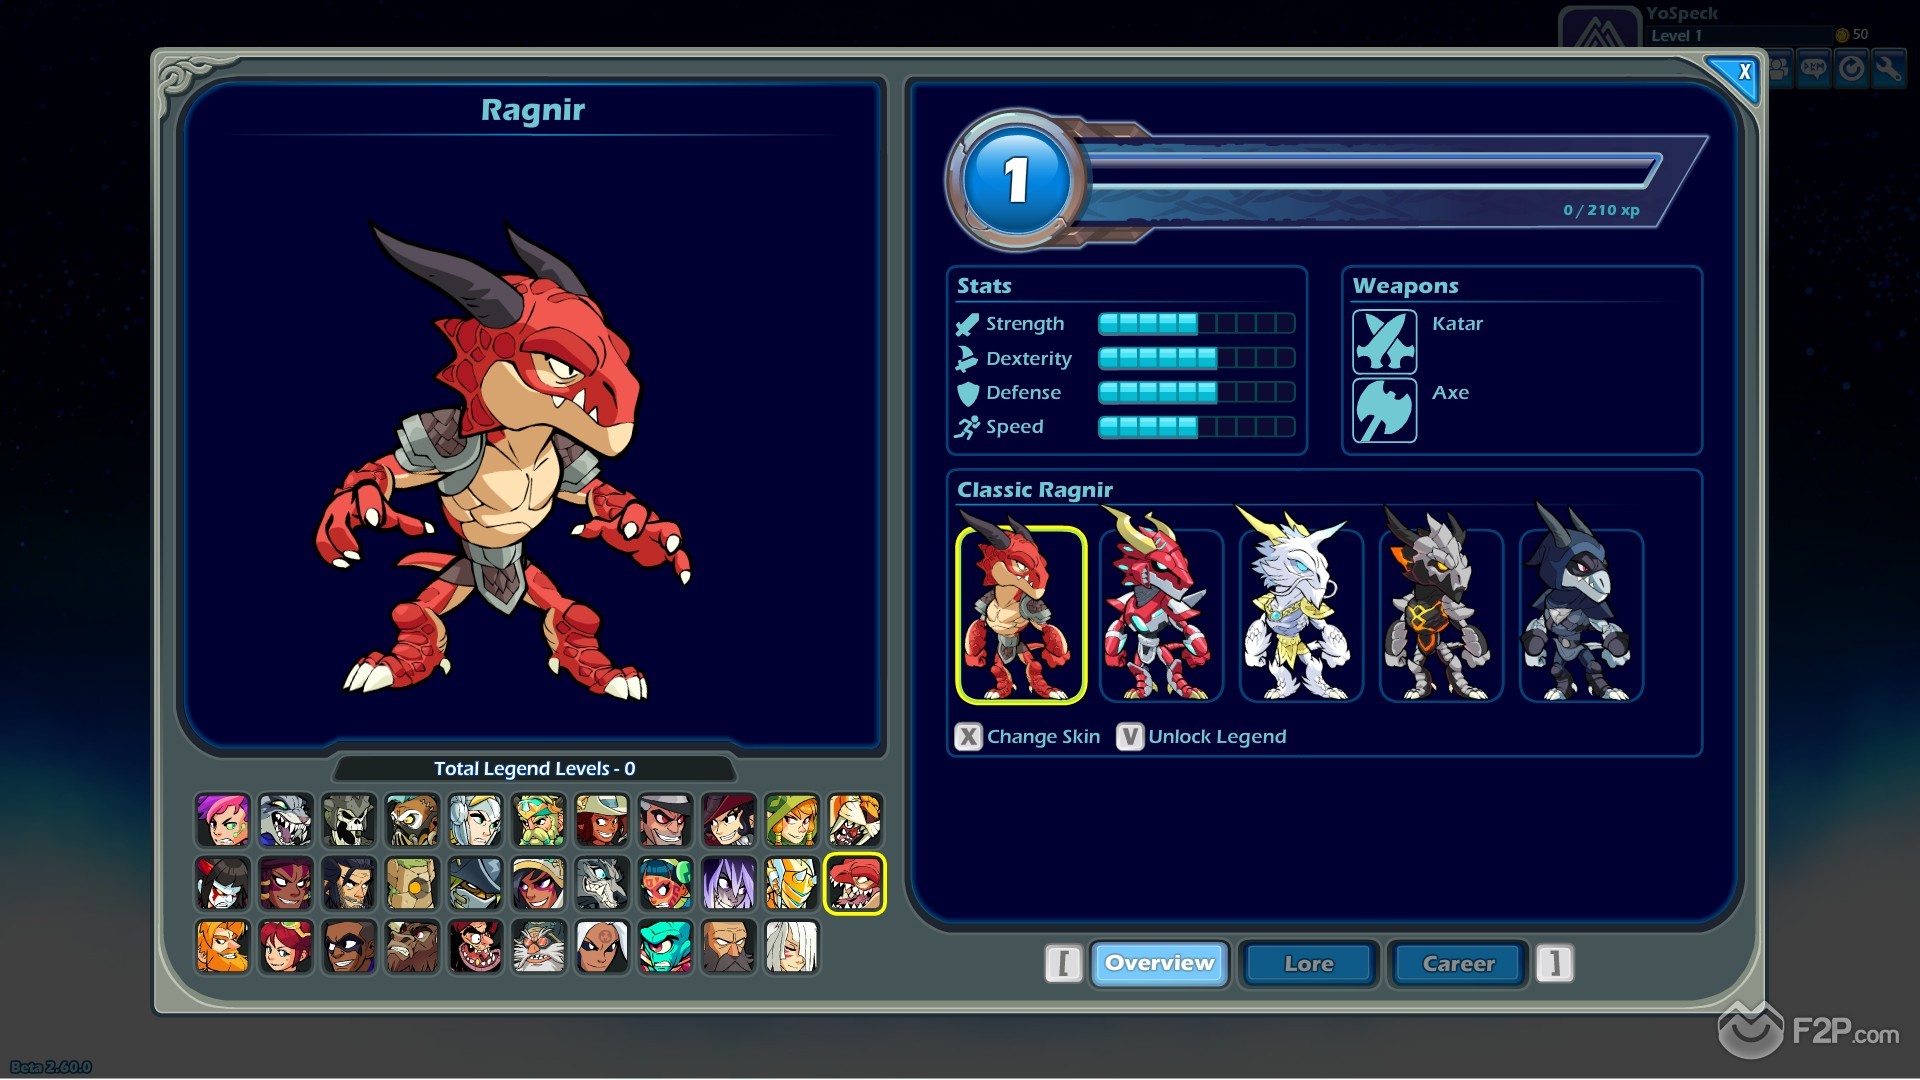 YoSpeck
Level 1
50
X
Ragnir
1
0 / 210 xp
Stats
Strength
Dexterity
Defense
Speed
Weapons
Katar
Axe
Classic Ragnir
X Change Skin V Unlock Legend
Total Legend Levels - 0
[ Overview Lore Career ]
F2P.com
Beta 2.60.0